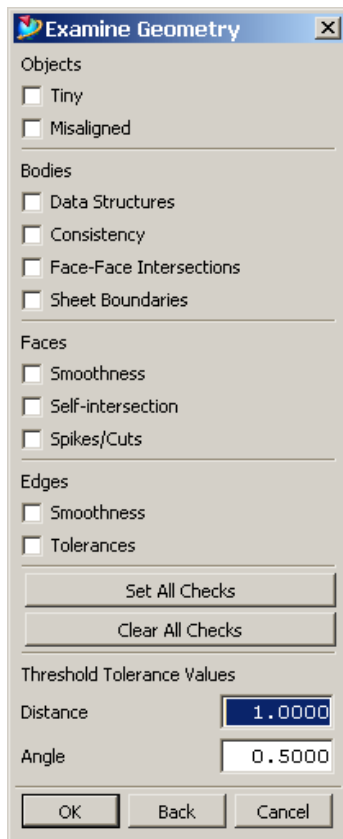 Examine Geometry
Objects
Tiny
Misaligned
Bodies
Data Structures
Consistency
Face-Face Intersections
Sheet Boundaries
Faces
Smoothness
Self-intersection
Spikes/Cuts
Edges
Smoothness
Tolerances
Set All Checks
Clear All Checks
Threshold Tolerance Values
Distance 1.0000
Angle 0.5000
OK Back Cancel